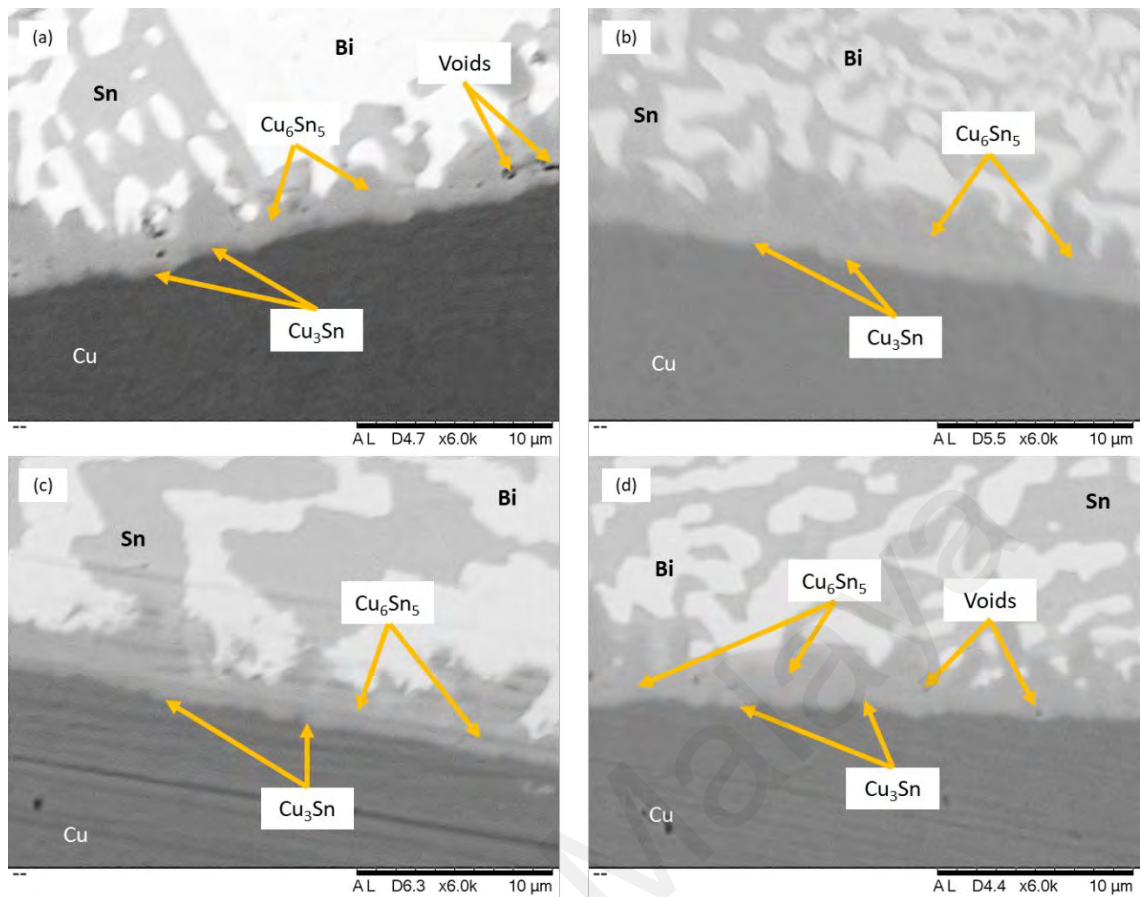 (a)
Bi
Voids
Sn
Cu₆Sn₅
Cu₃Sn
Cu
-- AL D4.7 x6.0k 10 µm
(b)
Bi
Sn
Cu₆Sn₅
Cu₃Sn
Cu
-- AL D5.5 x6.0k 10 µm
(c)
Bi
Sn
Cu₆Sn₅
Cu₃Sn
Cu
-- AL D6.3 x6.0k 10 µm
(d)
Sn
Bi
Cu₆Sn₅
Voids
Cu₃Sn
Cu
-- AL D4.4 x6.0k 10 µm
Malaya